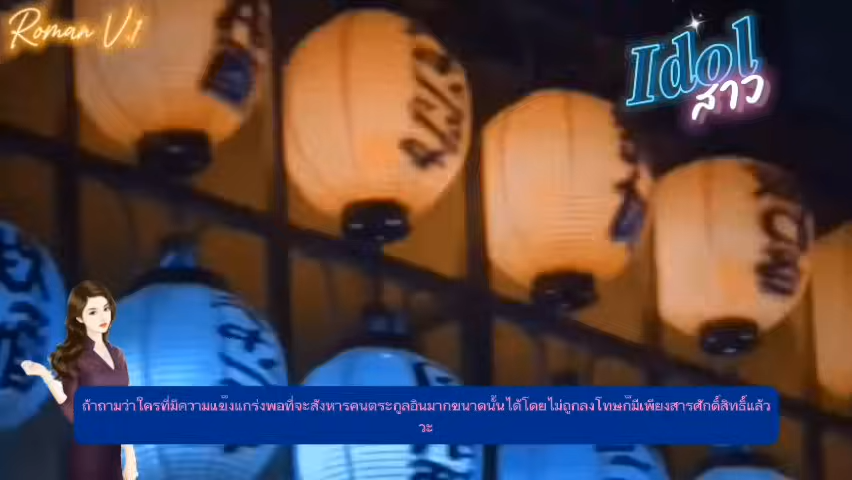 Roman V.1
Idol
สาว
ถ้าถามว่าใครที่มีความแข็งแกร่งพอที่จะสังหารคนตระกูลอินมากขนาดนั้นได้โดยไม่ถูกลงโทษก็มีเพียงสารศักดิ์สิทธิ์แล้ว
วะ